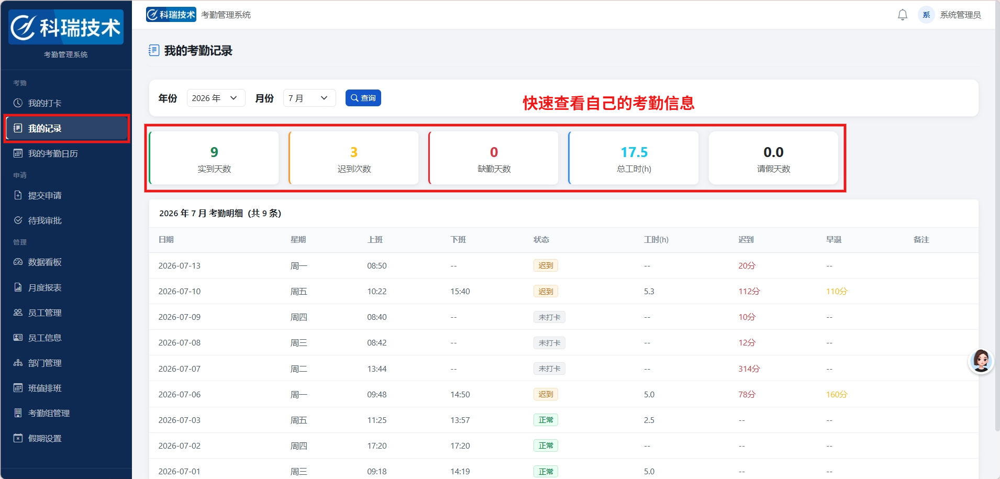 科瑞技术
考勤管理系统
考勤
我的打卡
我的记录
我的考勤日历
申请
提交申请
待我审批
管理
数据看板
月度报表
员工管理
员工信息
部门管理
班值排班
考勤组管理
假期设置
科瑞技术 考勤管理系统
系 系统管理员
我的考勤记录
年份 2026 年 月份 7 月 查询
快速查看自己的考勤信息
9
实到天数
3
迟到次数
0
缺勤天数
17.5
总工时(h)
0.0
请假天数
2026 年 7 月 考勤明细（共 9 条）
日期 星期 上班 下班 状态 工时(h) 迟到 早退 备注
2026-07-13 周一 08:50 -- 迟到 -- 20分 --
2026-07-10 周五 10:22 15:40 迟到 5.3 112分 110分
2026-07-09 周四 08:40 -- 未打卡 -- 10分 --
2026-07-08 周三 08:42 -- 未打卡 -- 12分 --
2026-07-07 周二 13:44 -- 未打卡 -- 314分 --
2026-07-06 周一 09:48 14:50 迟到 5.0 78分 160分
2026-07-03 周五 11:25 13:57 正常 2.5 -- --
2026-07-02 周四 17:20 17:20 正常 -- -- --
2026-07-01 周三 09:18 14:19 正常 5.0 -- --